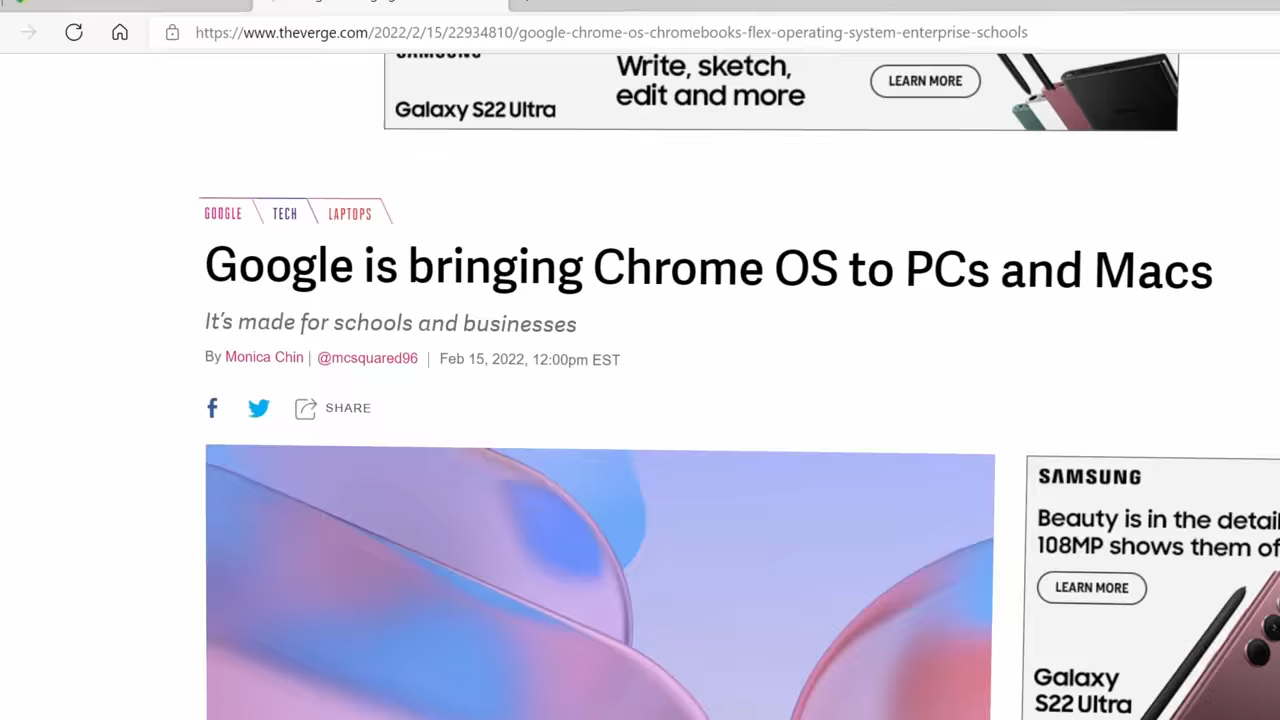 https://www.theverge.com/2022/2/15/22934810/google-chrome-os-chromebooks-flex-operating-system-enterprise-schools
SAMSUNG
Galaxy S22 Ultra
Write, sketch,
edit and more
LEARN MORE
GOOGLE
TECH
LAPTOPS
Google is bringing Chrome OS to PCs and Macs
It's made for schools and businesses
By Monica Chin | @mcsquared96 | Feb 15, 2022, 12:00pm EST
SHARE
SAMSUNG
Beauty is in the detail
108MP shows them of
LEARN MORE
Galaxy
S22 Ultra